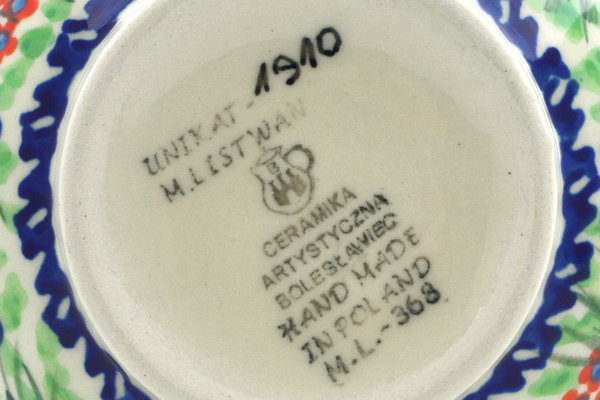 UNIKAT-1910
M.LISTWAN
B
CERAMIKA
ARTYSTYCZNA
BOLESŁAWIEC
HAND MADE
IN POLAND
M.L.-368